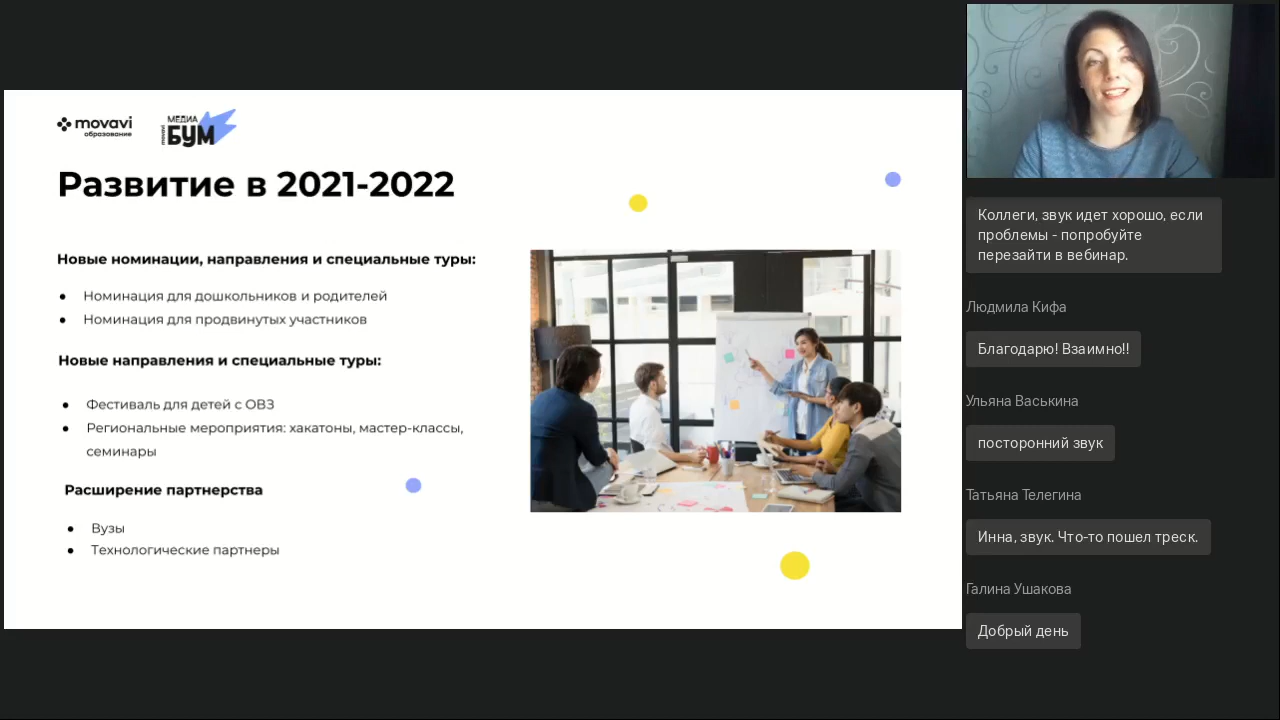 movavi
образование
МЕДИА
БУМ
movavi
Развитие в 2021-2022
Новые номинации, направления и специальные туры:
● Номинация для дошкольников и родителей
● Номинация для продвинутых участников
Новые направления и специальные туры:
● Фестиваль для детей с ОВЗ
● Региональные мероприятия: хакатоны, мастер-классы,
семинары
Расширение партнерства
● Вузы
● Технологические партнеры
Коллеги, звук идет хорошо, если
проблемы - попробуйте
перезайти в вебинар.
Людмила Кифа
Благодарю! Взаимно!!
Ульяна Васькина
посторонний звук
Татьяна Телегина
Инна, звук. Что-то пошел треск.
Галина Ушакова
Добрый день